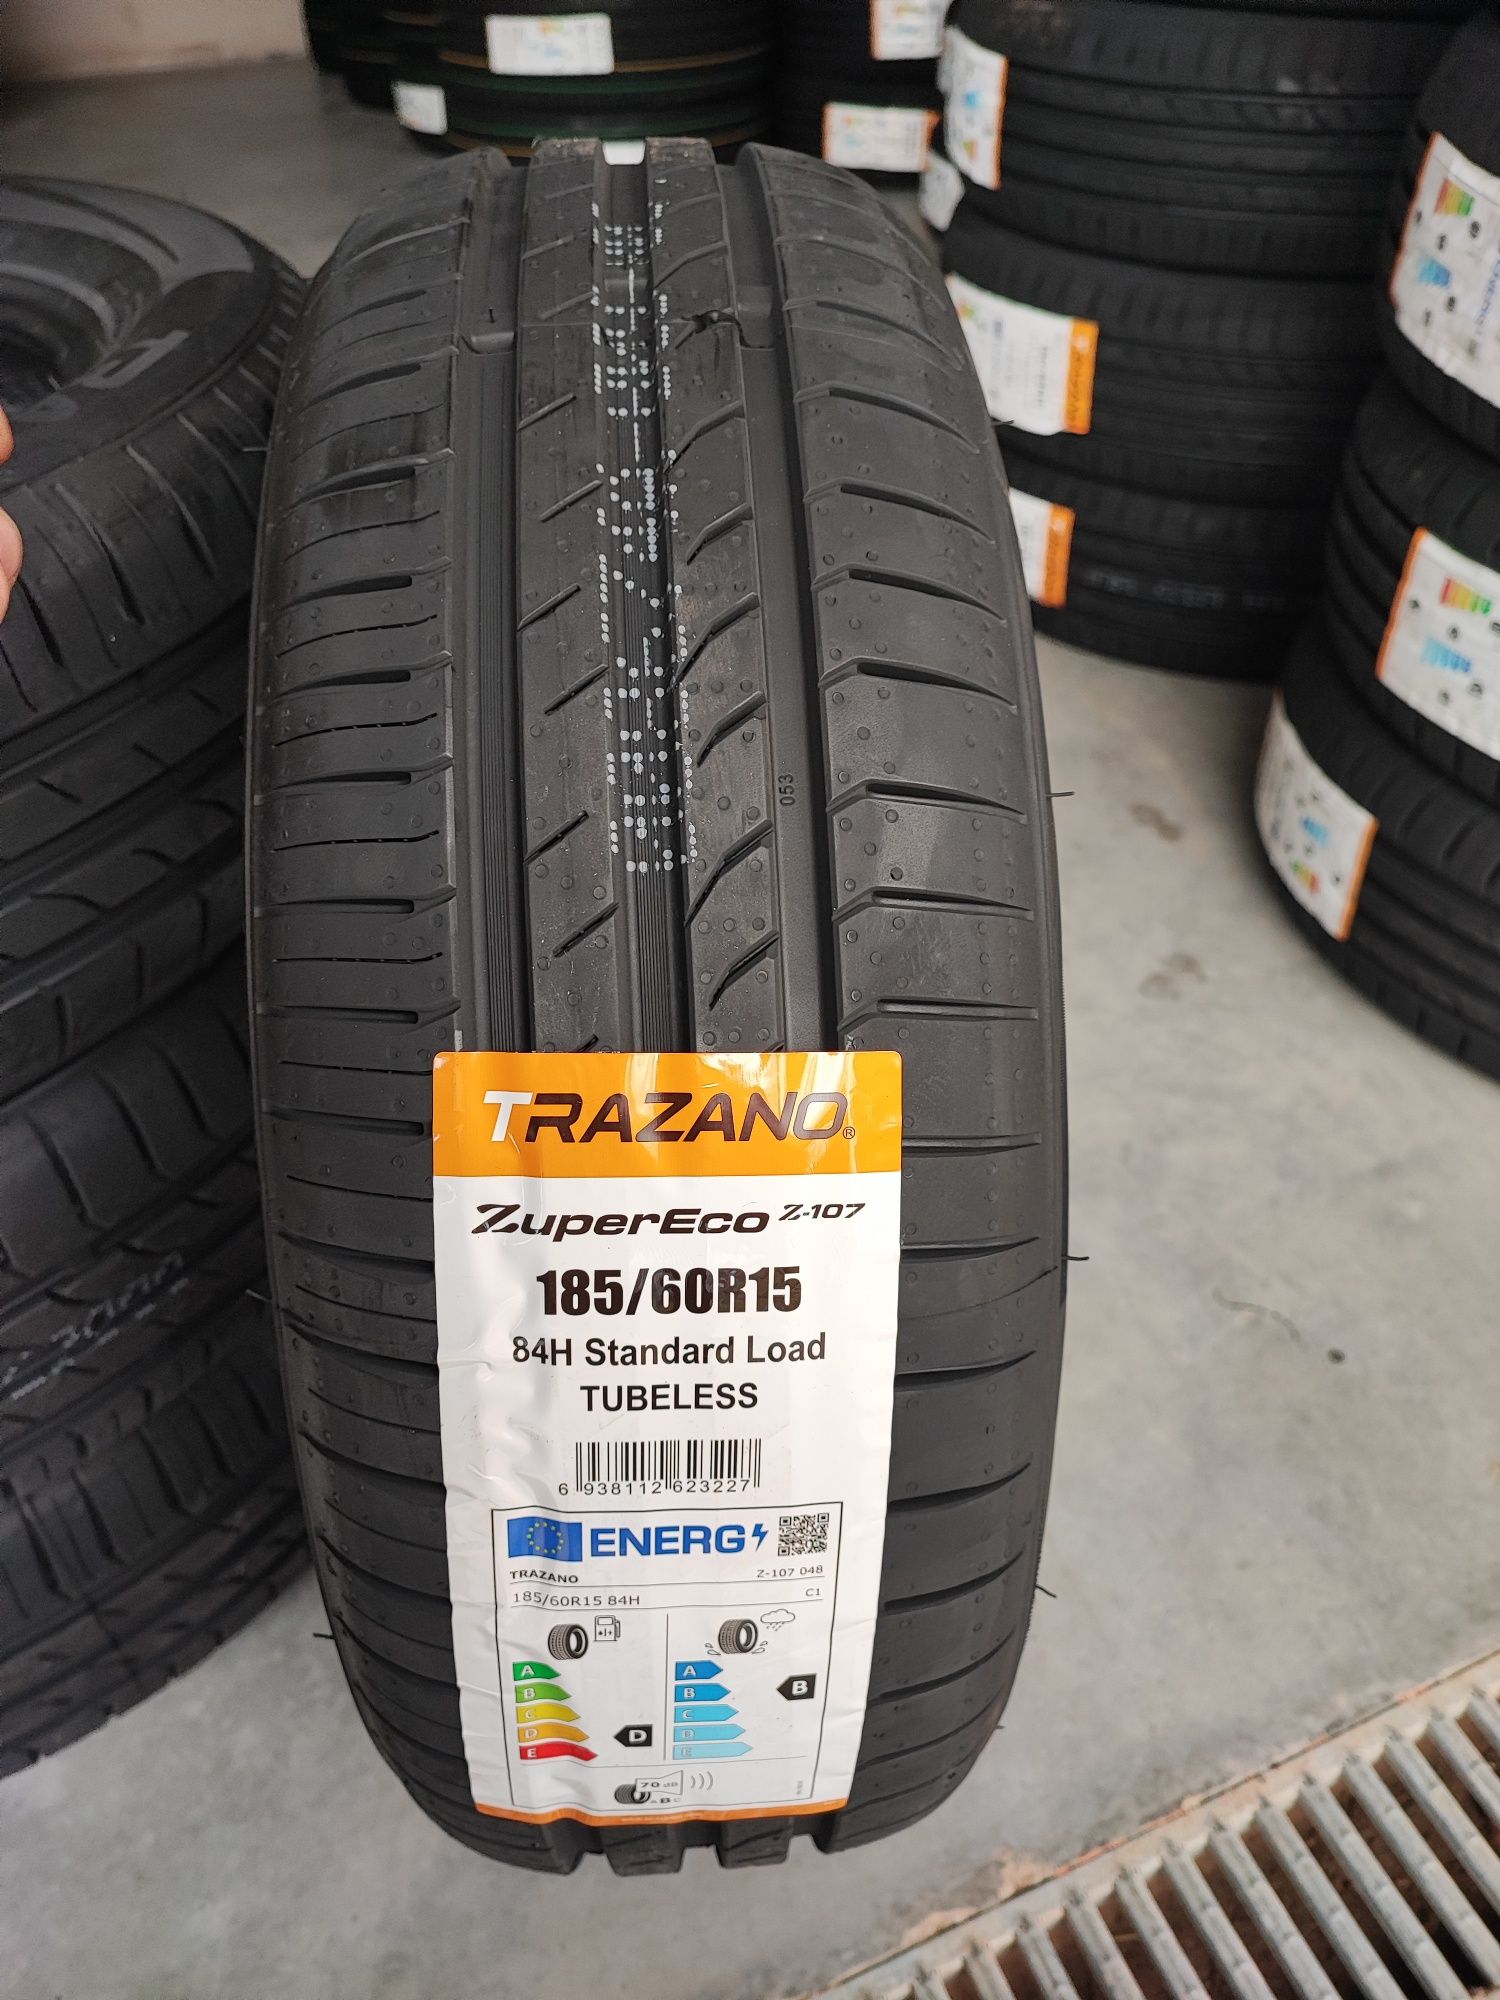 053
TRAZANO®
ZuperEco Z-107
185/60R15
84H Standard Load
TUBELESS
6 938112 623227
ENERG
TRAZANO Z-107 048
185/60R15 84H C1
A
B
C
D
E
D
A
B
C
D
E
B
70 dB
A B C